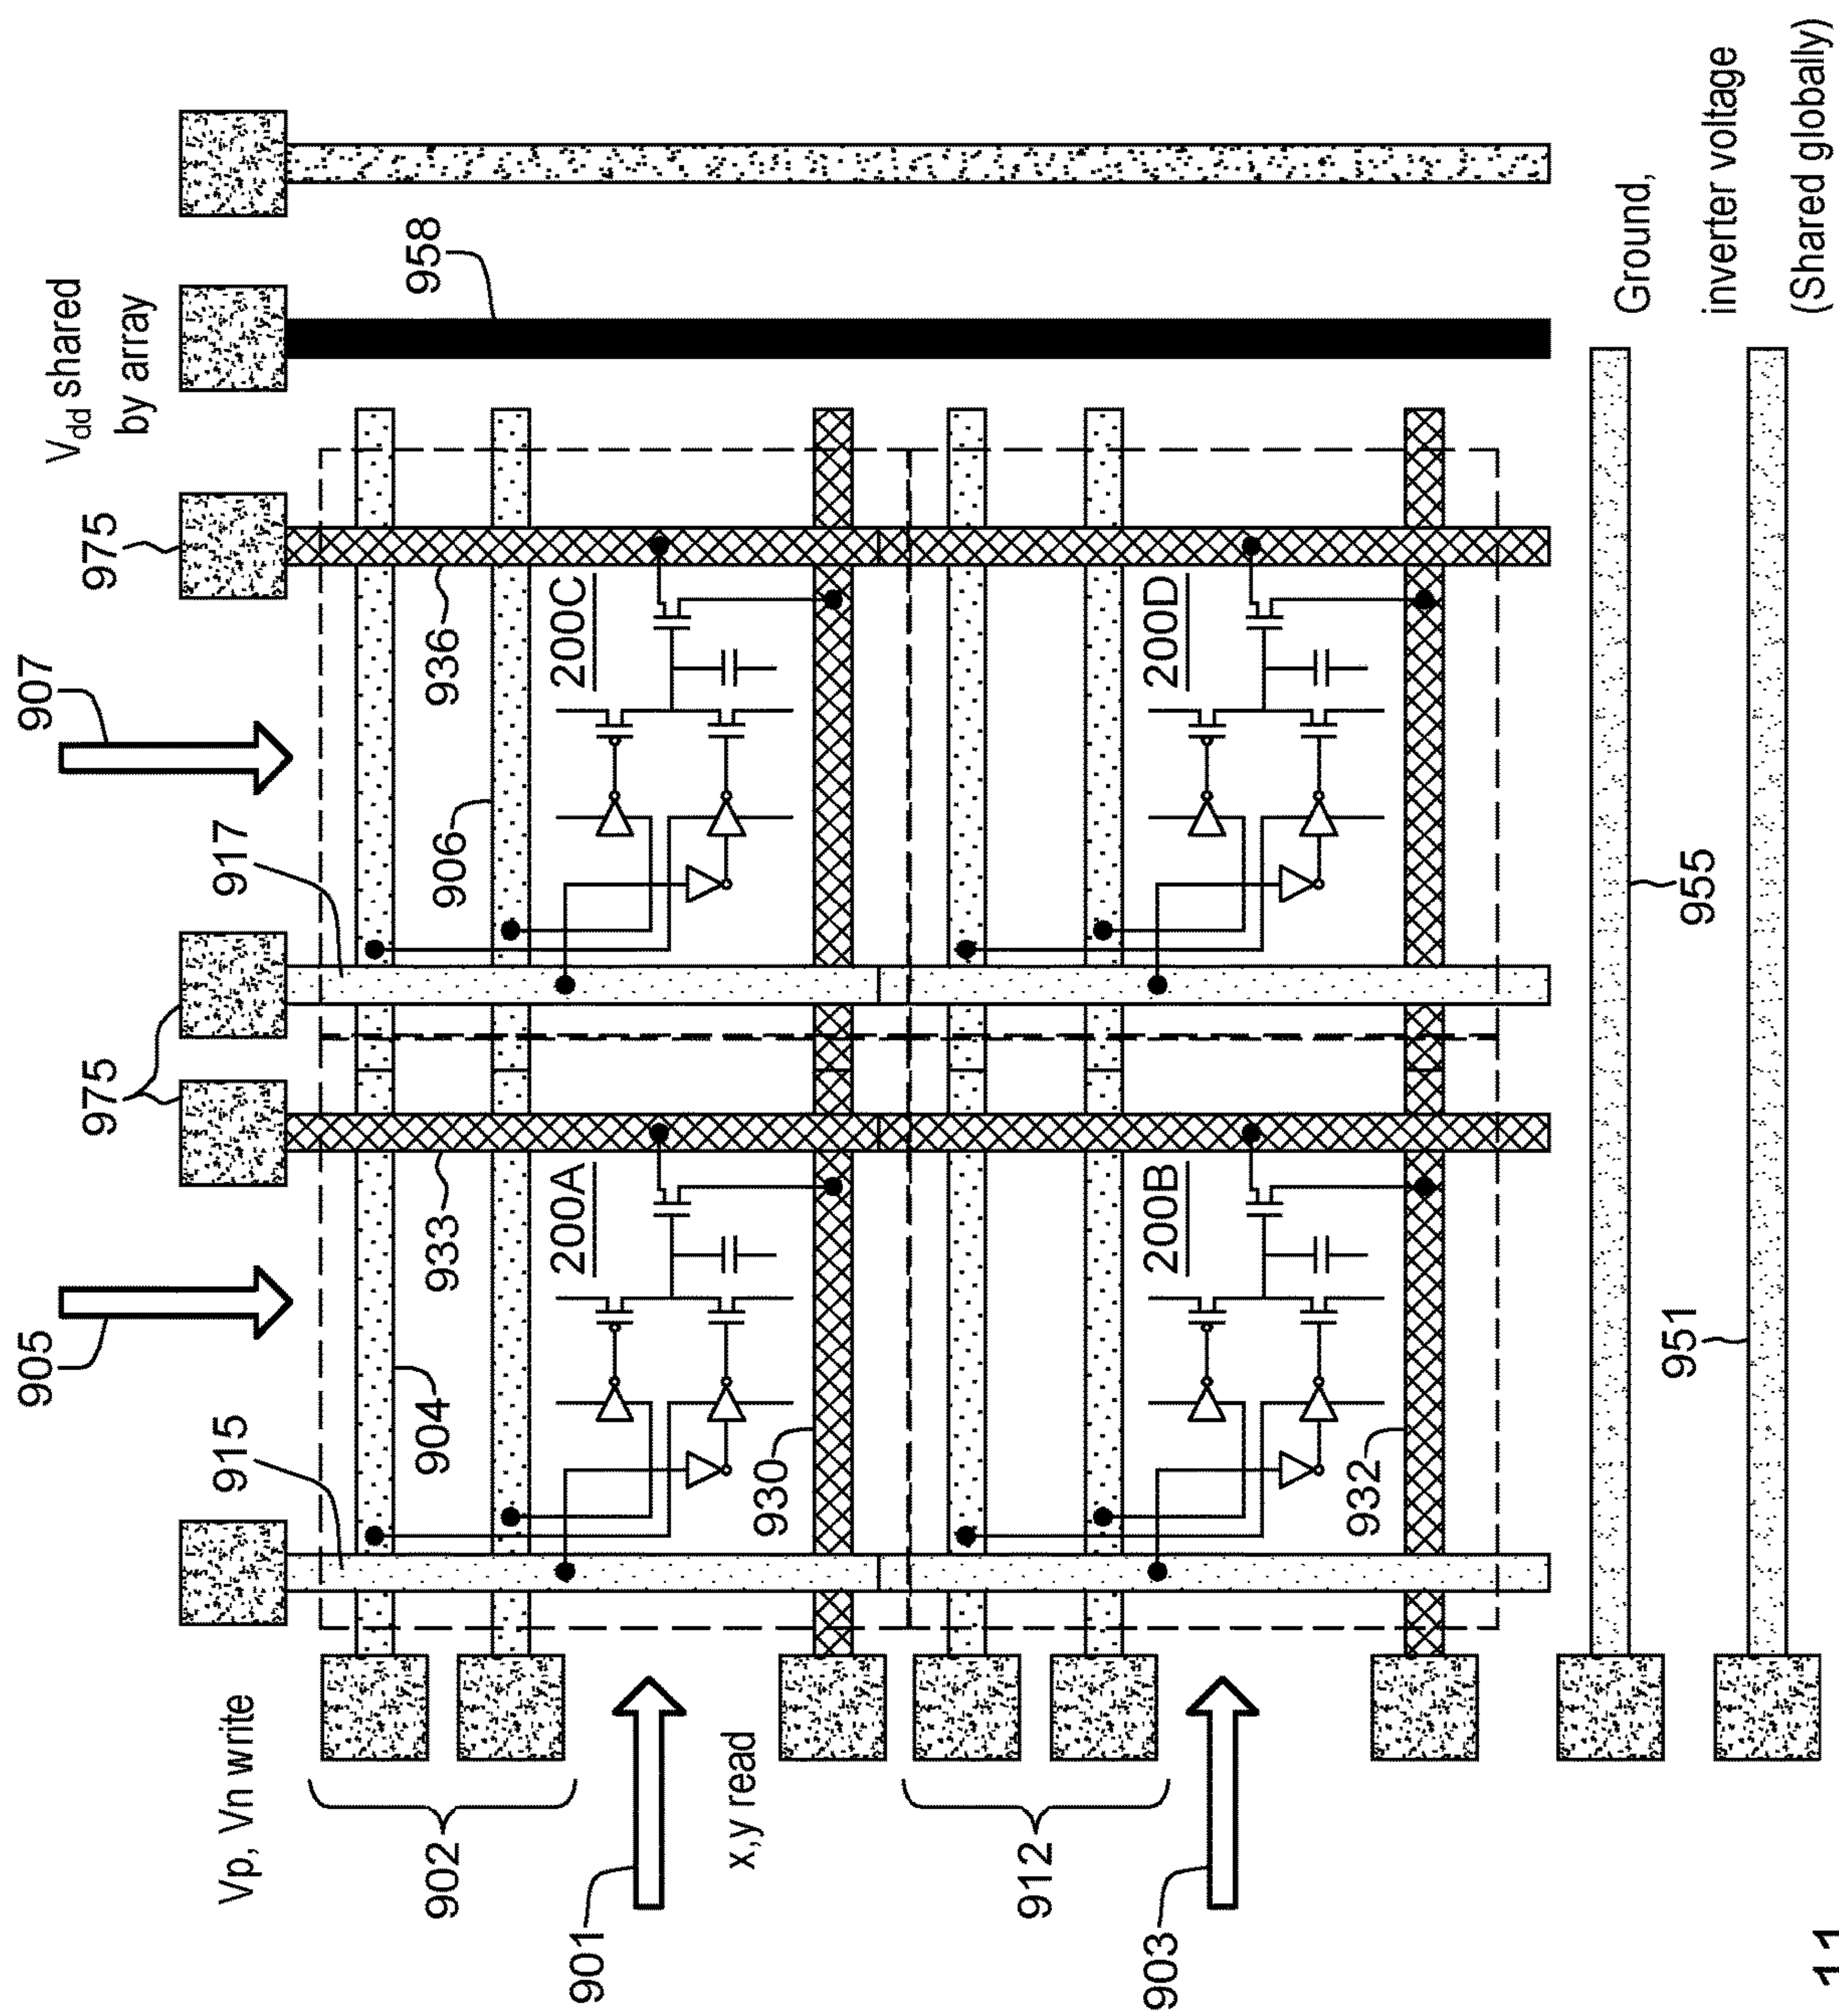 905
907
Vdd shared
by array
975
975
Vp, Vn write
915
917
902
904
933
906
936
958
901
200A
200C
x,y read
930
912
903
200B
200D
932
Ground,
inverter voltage
(Shared globally)
951
955
11